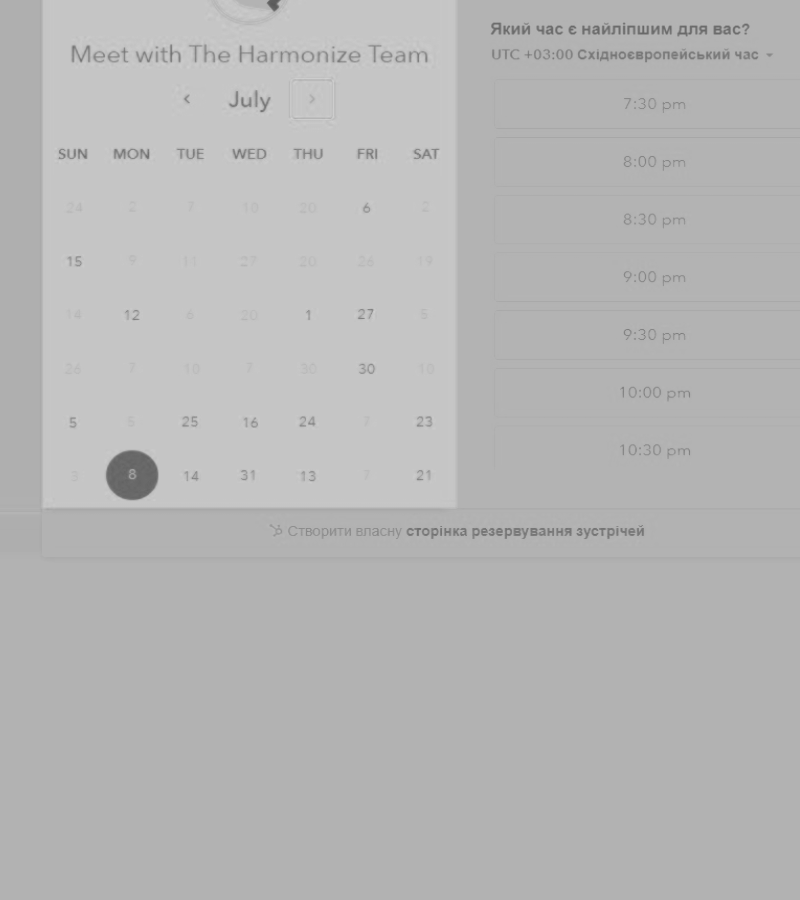 Meet with The Harmonize Team
July
SUN MON TUE WED THU FRI SAT
24 2 7 10 20 6 2
15 9 11 27 20 26 19
14 12 6 20 1 27 5
26 7 10 7 30 30 10
5 5 25 16 24 7 23
3 8 14 31 13 7 21
Який час є найліпшим для вас?
UTC +03:00 Східноєвропейський час
7:30 pm
8:00 pm
8:30 pm
9:00 pm
9:30 pm
10:00 pm
10:30 pm
Створити власну сторінка резервування зустрічей